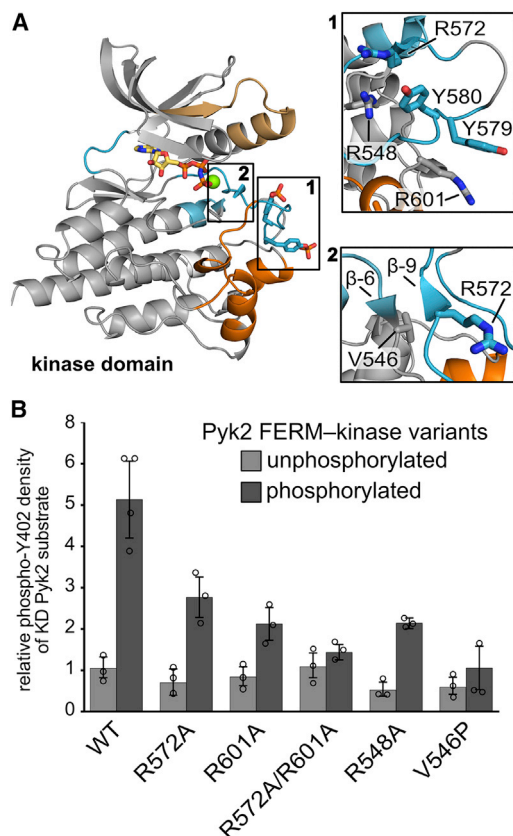 A
1
R572
Y580
Y579
R548
R601
2
1
kinase domain
2
β-6
β-9
R572
V546
B
Pyk2 FERM–kinase variants
unphosphorylated
phosphorylated
relative phospho-Y402 density
of KD Pyk2 substrate
8
6
5
4
3
2
1
0
WT
R572A
R601A
R572A/R601A
R548A
V546P